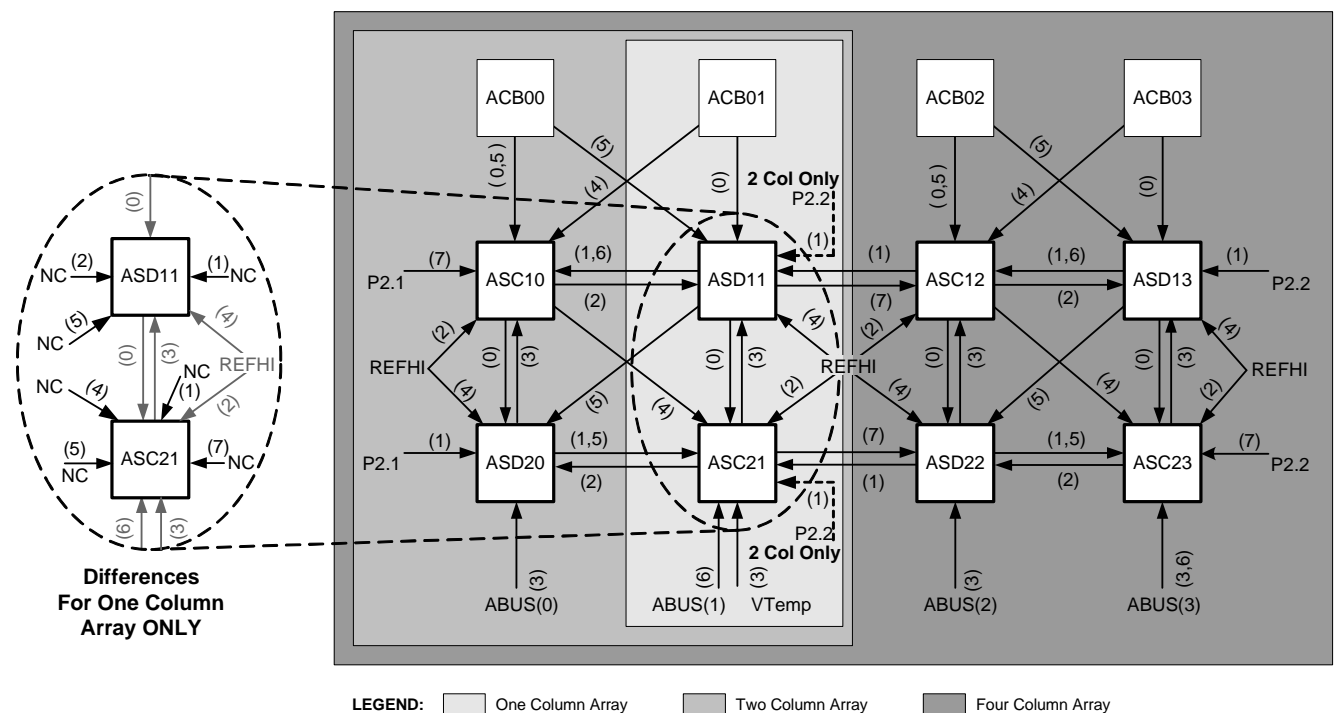 ACB00
ACB01
ACB02
ACB03
(5)
(5)
( 0,5 )
(4)
(0)
2 Col Only
P2.2
( 0,5 )
(4)
(0)
(0)
(2)
NC
ASD11
(1)
NC
(5)
NC
(4)
(0)
(3)
REFHI
NC
(4)
NC
(1)
(2)
(5)
NC
ASC21
(7)
NC
(6)
(3)
Differences
For One Column
Array ONLY
(7)
P2.1
ASC10
(1,6)
(2)
ASD11
(1)
(1)
(7)
ASC12
(1,6)
(2)
ASD13
(1)
P2.2
(2)
REFHI
(4)
(0)
(3)
(5)
(4)
(0)
(3)
(4)
REFHI
(2)
(2)
(4)
(0)
(3)
(4)
(5)
(0)
(3)
(4)
REFHI
(2)
(1)
P2.1
ASD20
(1,5)
(2)
ASC21
(7)
(1)
(1)
P2.2
2 Col Only
ASD22
(1,5)
(2)
ASC23
(7)
P2.2
(3)
ABUS(0)
(6)
ABUS(1)
(3)
VTemp
(3)
ABUS(2)
(3,6)
ABUS(3)
LEGEND:
One Column Array
Two Column Array
Four Column Array